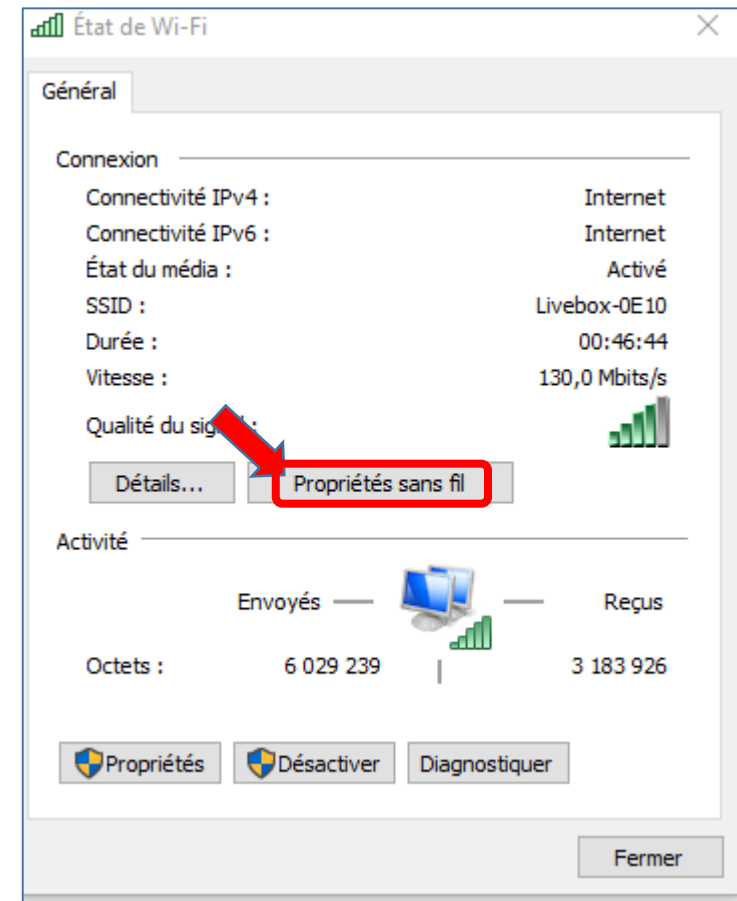 État de Wi-Fi
Général
Connexion
Connectivité IPv4 : Internet
Connectivité IPv6 : Internet
État du média : Activé
SSID : Livebox-0E10
Durée : 00:46:44
Vitesse : 130,0 Mbits/s
Qualité du :
Détails... Propriétés sans fil
Activité
Envoyés Reçus
Octets : 6 029 239 3 183 926
Propriétés Désactiver Diagnostiquer
Fermer